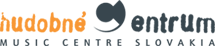 hudobné centrum
MUSIC CENTRE SLOVAKIA